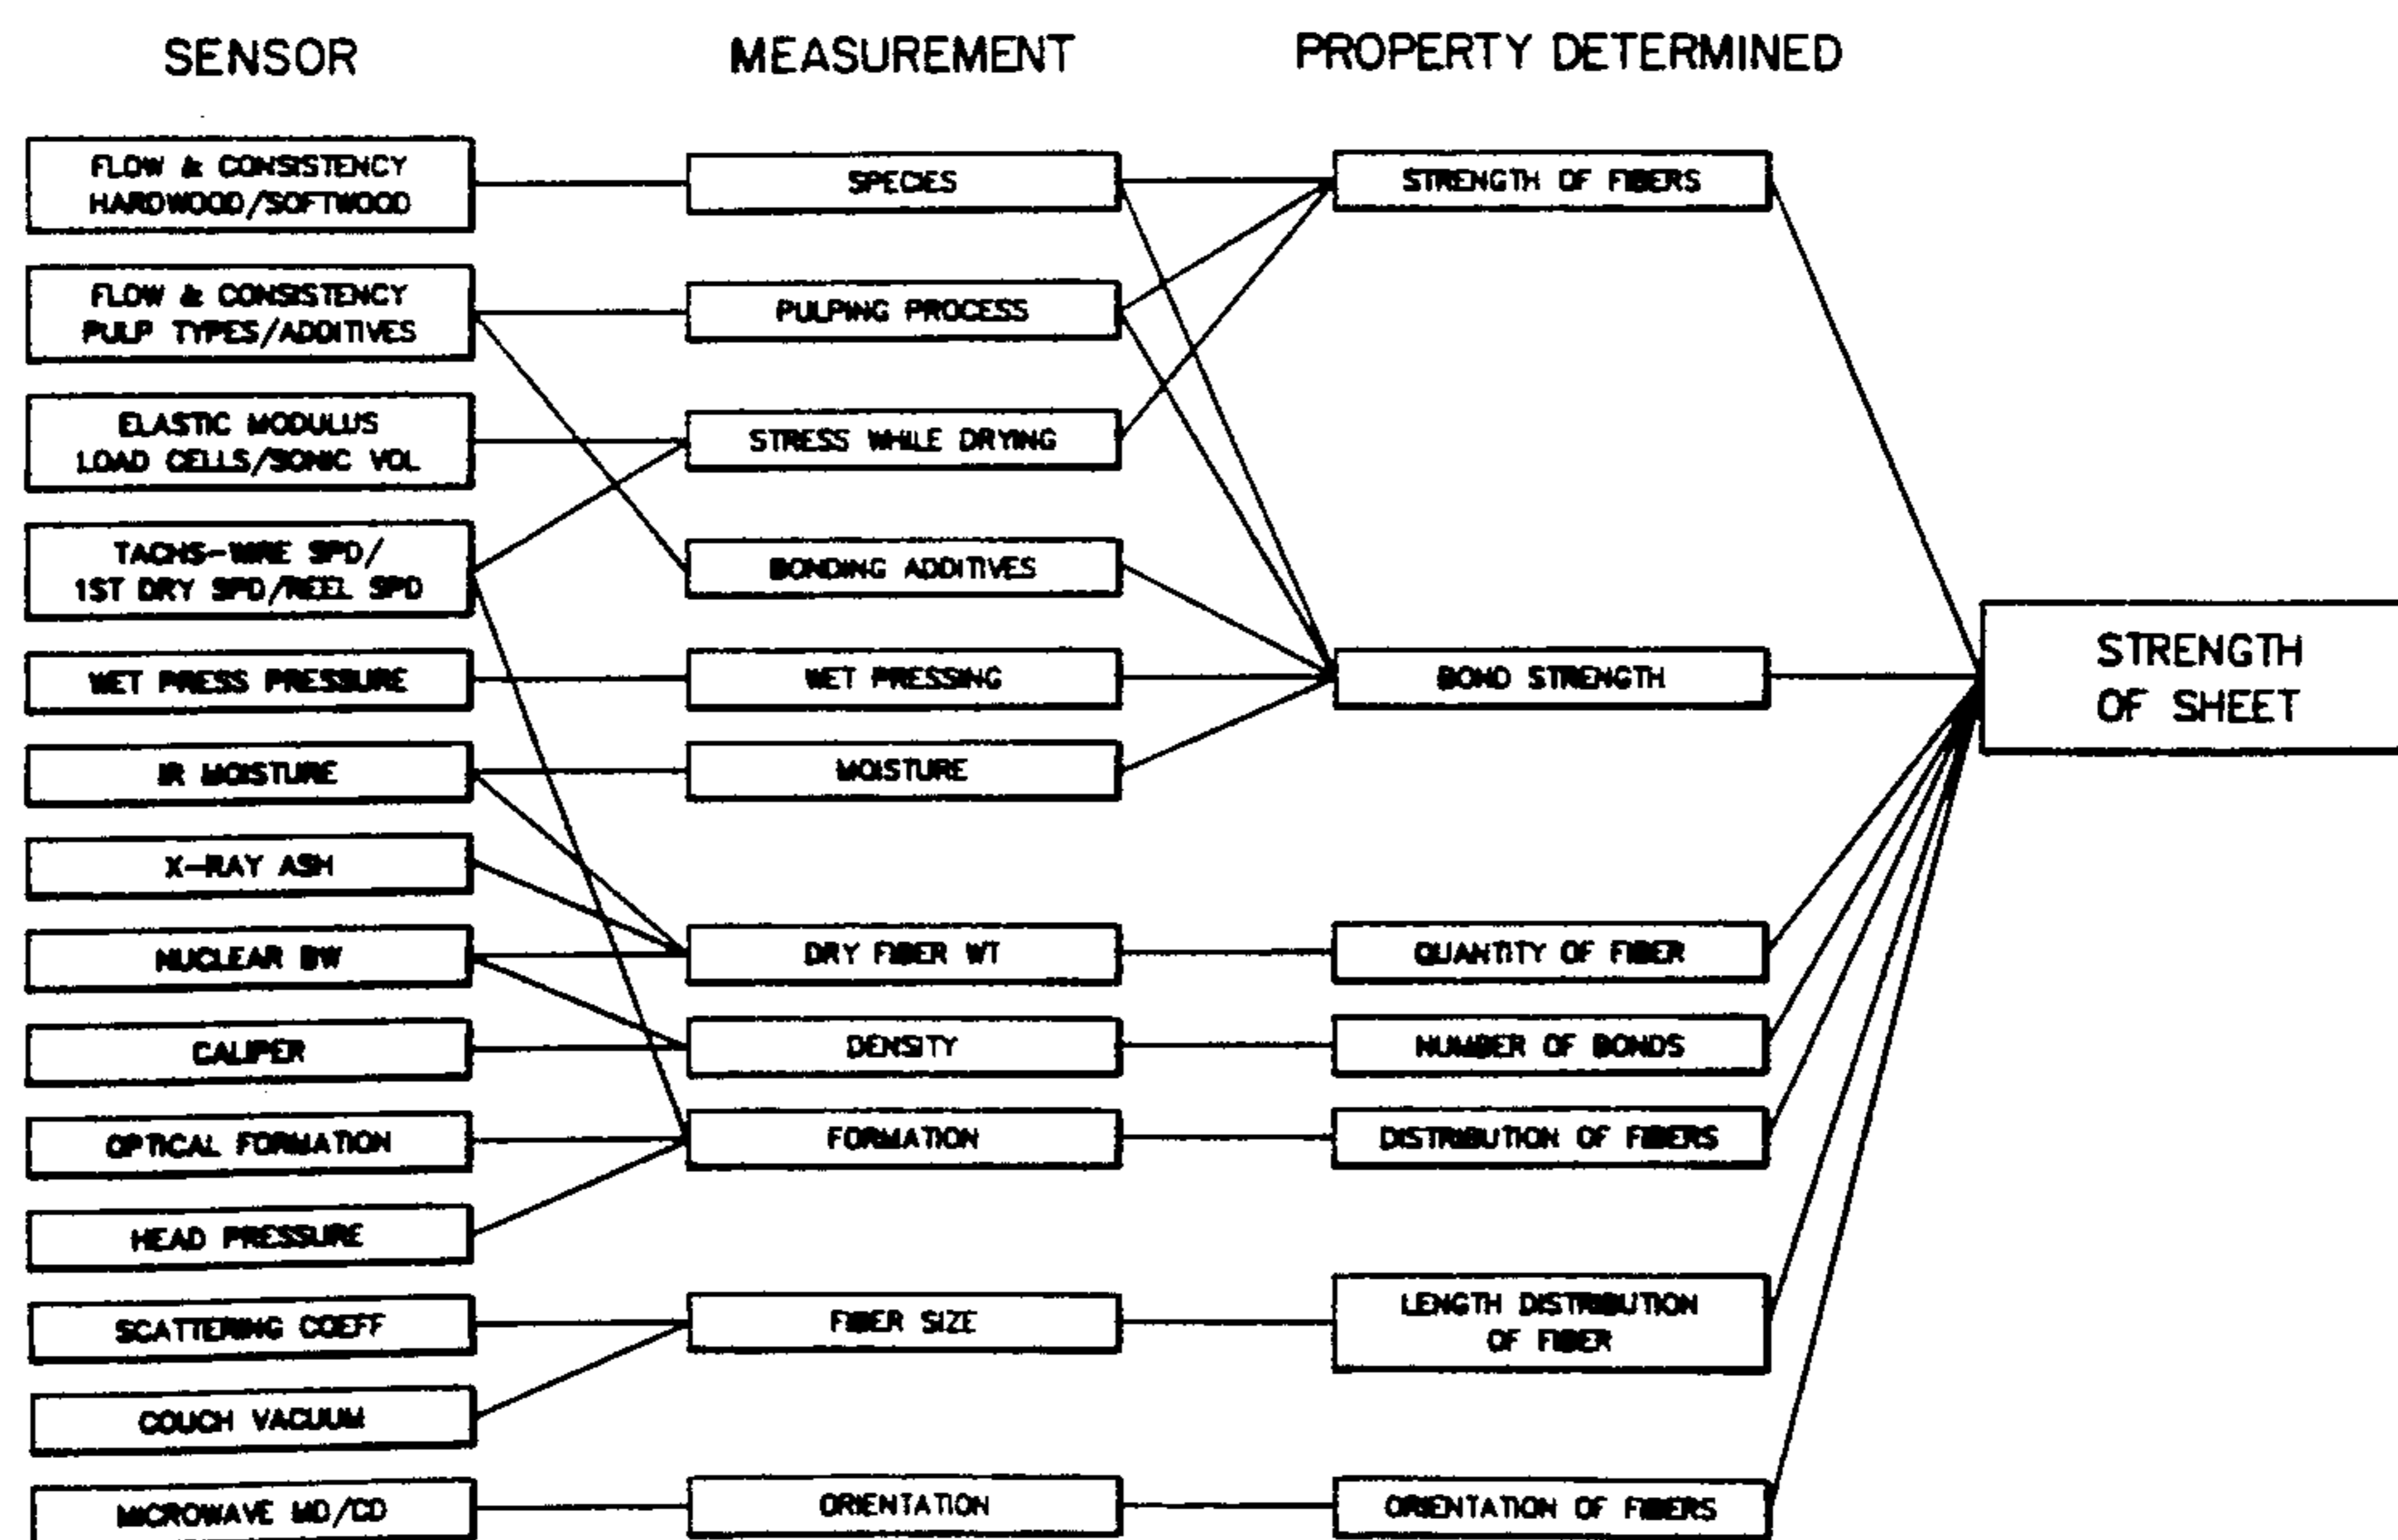 SENSOR
MEASUREMENT
PROPERTY DETERMINED
FLOW & CONSISTENCY
HARDWOOD/SOFTWOOD
SPECIES
STRENGTH OF FIBERS
FLOW & CONSISTENCY
PULP TYPES/ADDITIVES
PULPING PROCESS
ELASTIC MODULUS
LOAD CELLS/SONIC VOL
STRESS WHILE DRYING
TACHS-WIRE SPD/
1ST DRY SPD/REEL SPD
BONDING ADDITIVES
WET PRESS PRESSURE
WET PRESSING
BOND STRENGTH
STRENGTH
OF SHEET
IR MOISTURE
MOISTURE
X-RAY ASH
NUCLEAR BW
DRY FIBER WT
QUANTITY OF FIBER
CALIPER
DENSITY
NUMBER OF BONDS
OPTICAL FORMATION
FORMATION
DISTRIBUTION OF FIBERS
HEAD PRESSURE
SCATTERING COEFF
FIBER SIZE
LENGTH DISTRIBUTION
OF FIBER
COUCH VACUUM
MICROWAVE MD/CD
ORIENTATION
ORIENTATION OF FIBERS